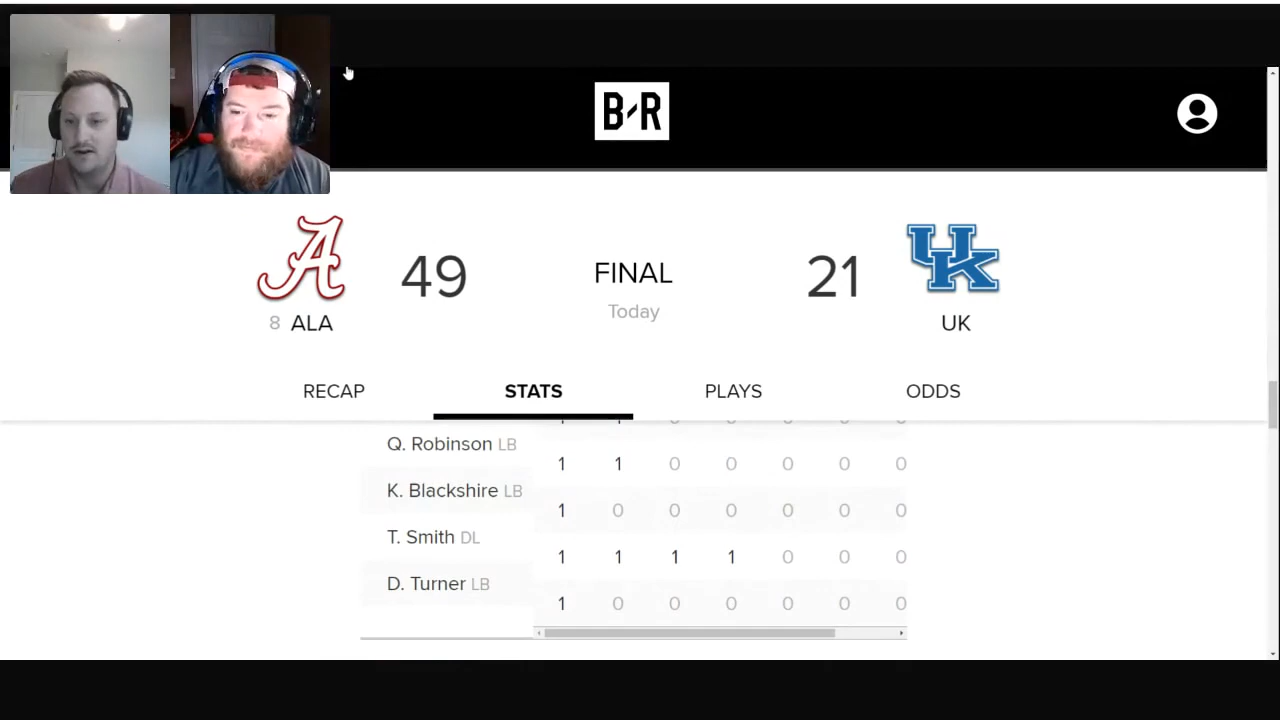 B/R
49 FINAL 21
Today
8 ALA UK
RECAP STATS PLAYS ODDS
Q. Robinson LB 1 1 0 0 0 0 0
K. Blackshire LB 1 0 0 0 0 0 0
T. Smith DL 1 1 1 1 0 0 0
D. Turner LB 1 0 0 0 0 0 0